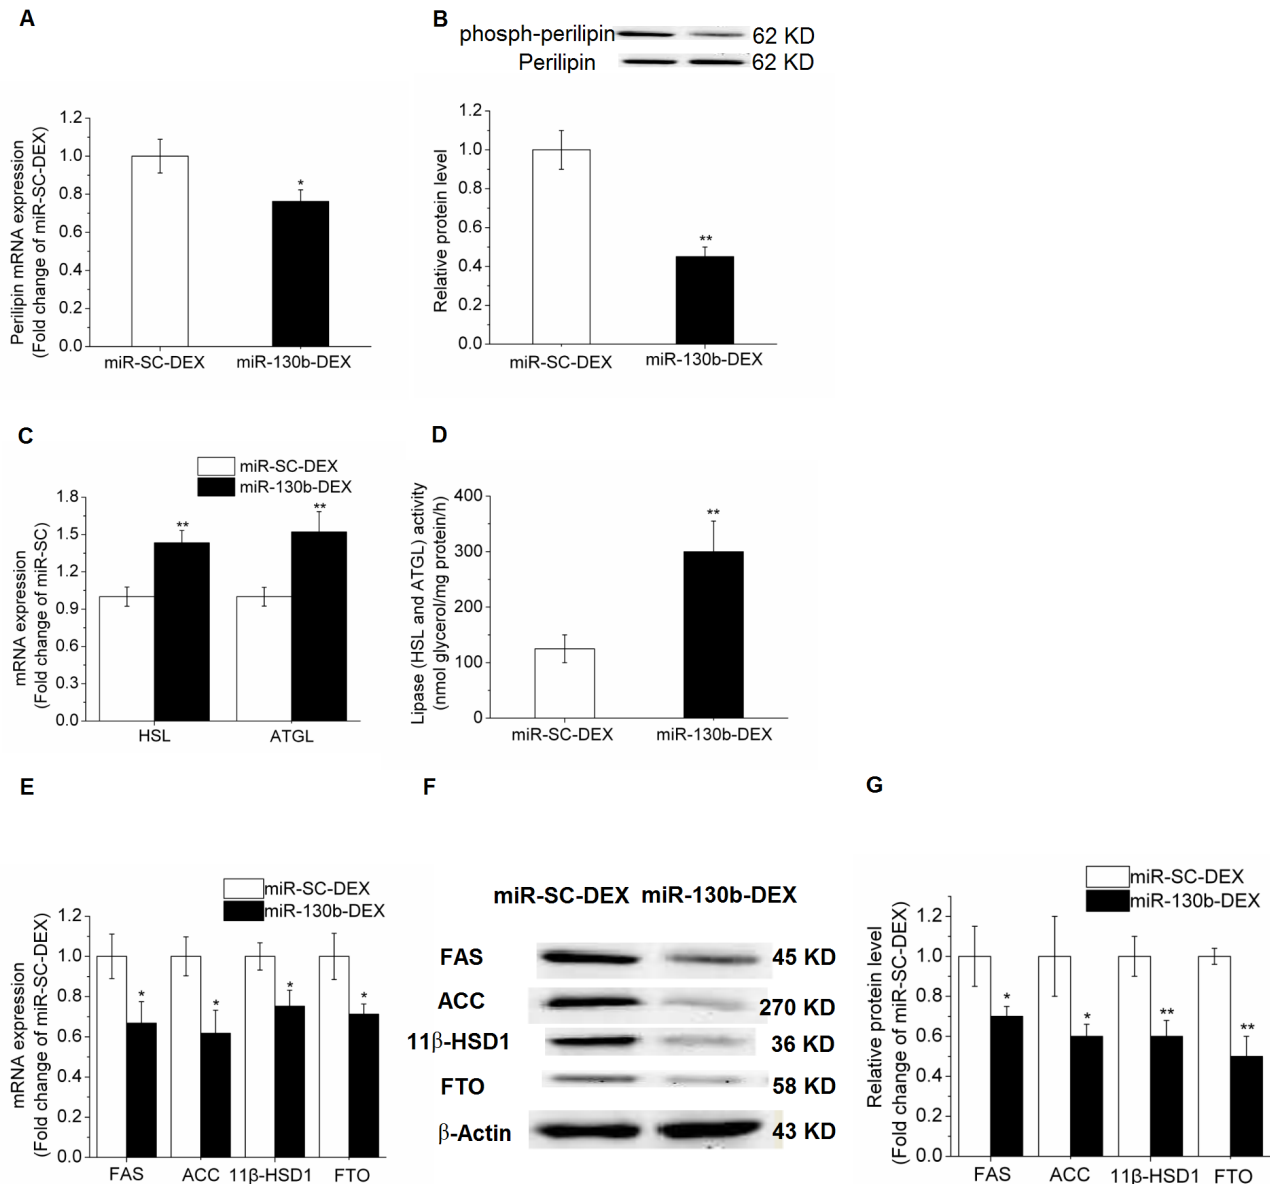 A
Perilipin mRNA expression
(Fold change of miR-SC-DEX)
1.2
1.0
0.8
0.6
0.4
0.2
0.0
*
miR-SC-DEX
miR-130b-DEX
B
phosph-perilipin 62 KD
Perilipin 62 KD
Relative protein level
1.2
1.0
0.8
0.6
0.4
0.2
0.0
**
miR-SC-DEX
miR-130b-DEX
C
miR-SC-DEX
miR-130b-DEX
mRNA expression
(Fold change of miR-SC)
1.8
1.5
1.2
0.9
0.6
0.3
0.0
**
**
HSL
ATGL
D
Lipase (HSL and ATGL) activity
(nmol glycerol/mg protein/h)
400
300
200
100
0
**
miR-SC-DEX
miR-130b-DEX
E
miR-SC-DEX
miR-130b-DEX
mRNA expression
(Fold change of miR-SC-DEX)
1.2
1.0
0.8
0.6
0.4
0.2
0.0
*
*
*
*
FAS
ACC
11β-HSD1
FTO
F
miR-SC-DEX miR-130b-DEX
FAS 45 KD
ACC 270 KD
11β-HSD1 36 KD
FTO 58 KD
β-Actin 43 KD
G
miR-SC-DEX
miR-130b-DEX
Relative protein level
(Fold change of miR-SC-DEX)
1.2
1.0
0.8
0.6
0.4
0.2
0.0
*
*
**
**
FAS
ACC
11β-HSD1
FTO